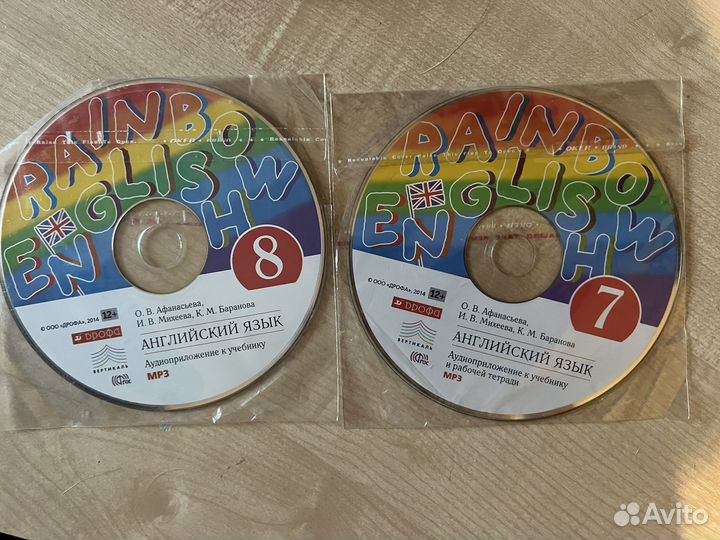 RAINBOW
ENGLISH
8
© ООО «ДРОФА», 2014
12+
ДРОФА
ВЕРТИКАЛЬ
О. В. Афанасьева,
И. В. Михеева, К. М. Баранова
АНГЛИЙСКИЙ ЯЗЫК
Аудиоприложение к учебнику
MP3
RAINBOW
ENGLISH
7
© ООО «ДРОФА», 2014
12+
ДРОФА
ВЕРТИКАЛЬ
О. В. Афанасьева,
И. В. Михеева, К. М. Баранова
АНГЛИЙСКИЙ ЯЗЫК
Аудиоприложение к учебнику
и рабочей тетради
MP3
Avito